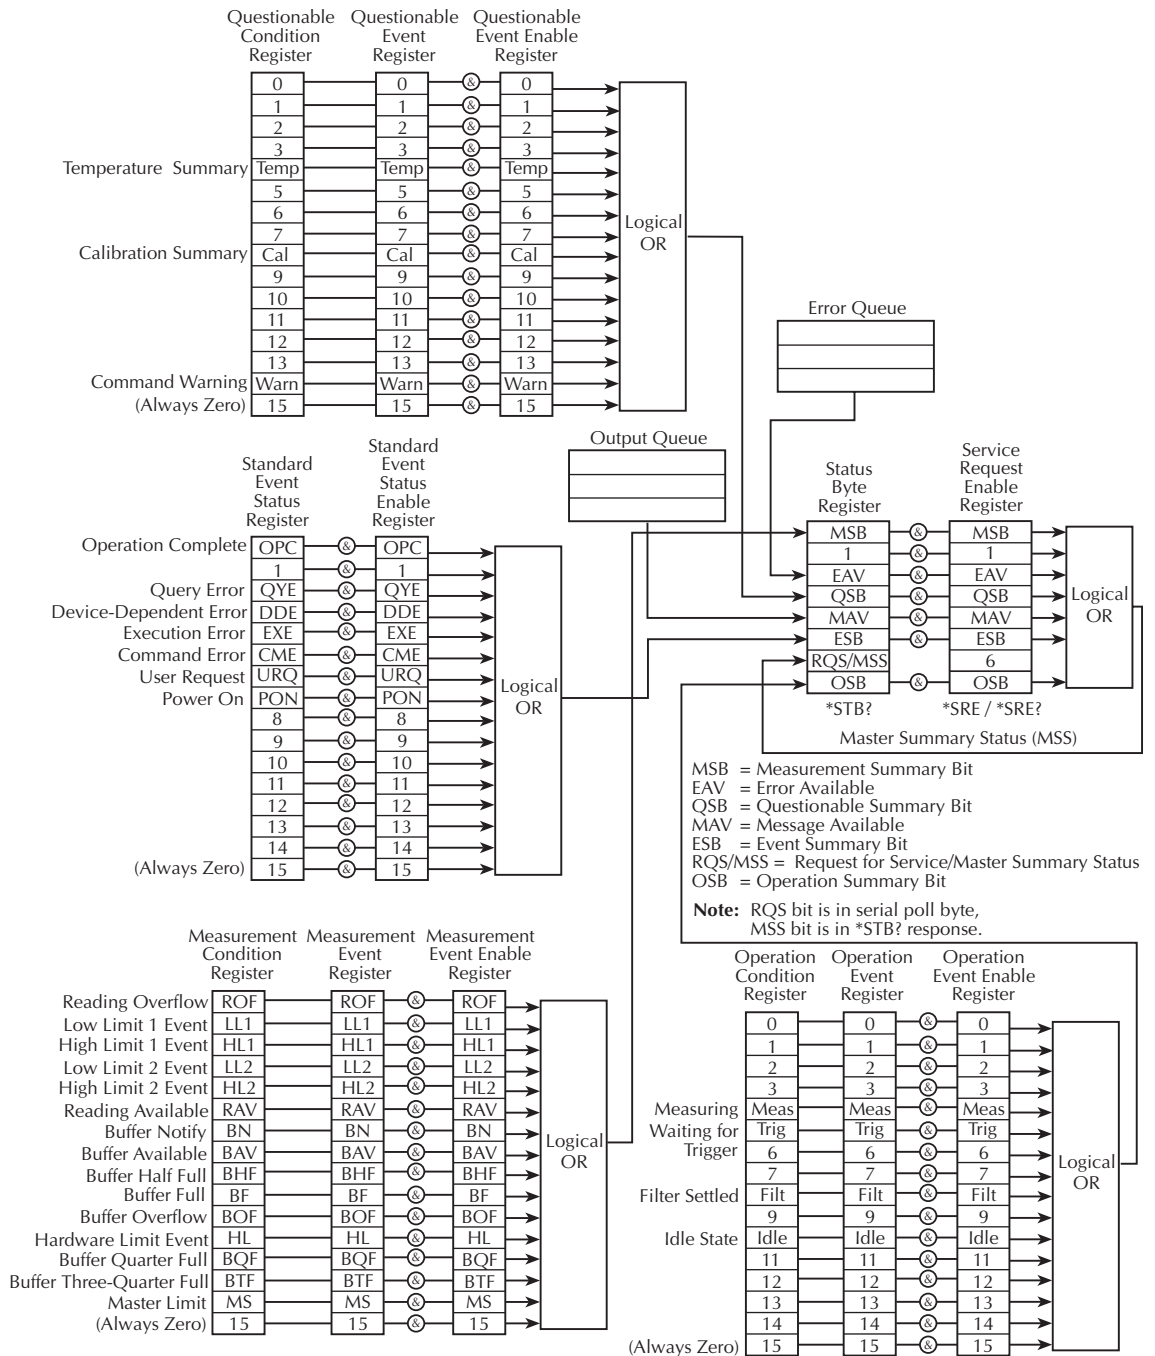 Questionable Condition Register
Questionable Event Register
Questionable Event Enable Register
0 0 & 0
1 1 & 1
2 2 & 2
3 3 & 3
Temperature Summary Temp Temp & Temp
5 5 & 5
6 6 & 6
7 7 & 7
Calibration Summary Cal Cal & Cal
9 9 & 9
10 10 & 10
11 11 & 11
12 12 & 12
13 13 & 13
Command Warning Warn Warn & Warn
(Always Zero) 15 15 & 15
Logical
OR
Error Queue
Output Queue
Standard
Event
Status
Register
Standard
Event
Status
Enable
Register
Operation Complete OPC & OPC
1 & 1
Query Error QYE & QYE
Device-Dependent Error DDE & DDE
Execution Error EXE & EXE
Command Error CME & CME
User Request URQ & URQ
Power On PON & PON
8 & 8
9 & 9
10 & 10
11 & 11
12 & 12
13 & 13
14 & 14
(Always Zero) 15 & 15
Logical
OR
Status
Byte
Register
Service
Request
Enable
Register
MSB & MSB
1 & 1
EAV & EAV
QSB & QSB
MAV & MAV
ESB & ESB
RQS/MSS 6
OSB & OSB
Logical
OR
*STB? *SRE / *SRE?
Master Summary Status (MSS)
MSB = Measurement Summary Bit
EAV = Error Available
QSB = Questionable Summary Bit
MAV = Message Available
ESB = Event Summary Bit
RQS/MSS = Request for Service/Master Summary Status
OSB = Operation Summary Bit
Note: RQS bit is in serial poll byte,
MSS bit is in *STB? response.
Measurement
Condition
Register
Measurement
Event
Register
Measurement
Event Enable
Register
Reading Overflow ROF ROF & ROF
Low Limit 1 Event LL1 LL1 & LL1
High Limit 1 Event HL1 HL1 & HL1
Low Limit 2 Event LL2 LL2 & LL2
High Limit 2 Event HL2 HL2 & HL2
Reading Available RAV RAV & RAV
Buffer Notify BN BN & BN
Buffer Available BAV BAV & BAV
Buffer Half Full BHF BHF & BHF
Buffer Full BF BF & BF
Buffer Overflow BOF BOF & BOF
Hardware Limit Event HL HL & HL
Buffer Quarter Full BQF BQF & BQF
Buffer Three-Quarter Full BTF BTF & BTF
Master Limit MS MS & MS
(Always Zero) 15 15 & 15
Logical
OR
Operation
Condition
Register
Operation
Event
Register
Operation
Event Enable
Register
0 0 & 0
1 1 & 1
2 2 & 2
3 3 & 3
Measuring Meas Meas & Meas
Waiting for Trig Trig & Trig
Trigger 6 6 & 6
7 7 & 7
Filter Settled Filt Filt & Filt
9 9 & 9
Idle State Idle Idle & Idle
11 11 & 11
12 12 & 12
13 13 & 13
14 14 & 14
(Always Zero) 15 15 & 15
Logical
OR